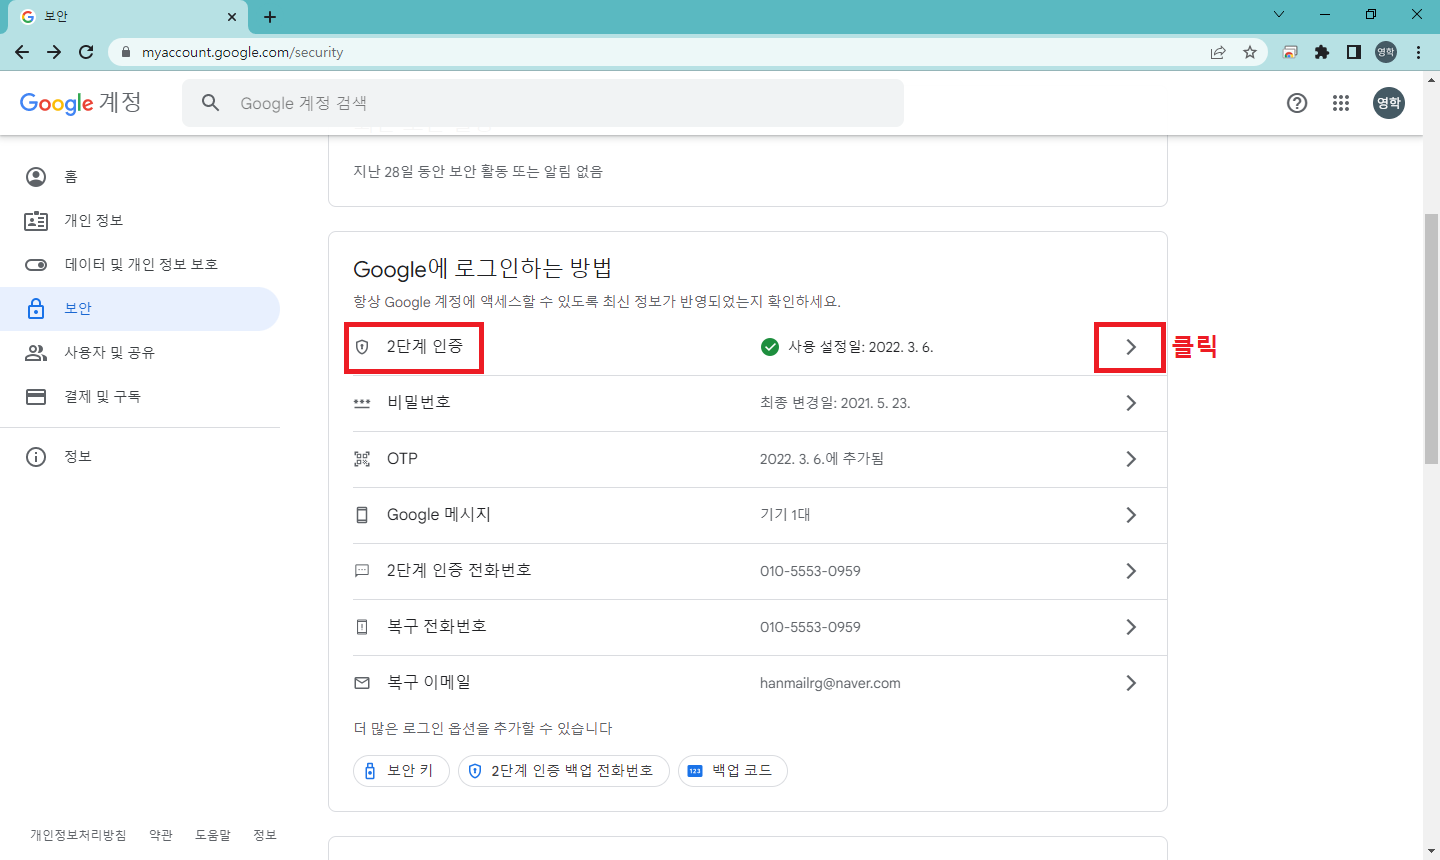 보안
myaccount.google.com/security
영학
Google 계정
Google 계정 검색
영학
홈
개인 정보
데이터 및 개인 정보 보호
보안
사용자 및 공유
결제 및 구독
정보
지난 28일 동안 보안 활동 또는 알림 없음
Google에 로그인하는 방법
항상 Google 계정에 액세스할 수 있도록 최신 정보가 반영되었는지 확인하세요.
2단계 인증 사용 설정일: 2022. 3. 6. 클릭
비밀번호 최종 변경일: 2021. 5. 23.
OTP 2022. 3. 6.에 추가됨
Google 메시지 기기 1대
2단계 인증 전화번호 010-5553-0959
복구 전화번호 010-5553-0959
복구 이메일 hanmailrg@naver.com
더 많은 로그인 옵션을 추가할 수 있습니다
보안 키 2단계 인증 백업 전화번호 123 백업 코드
개인정보처리방침 약관 도움말 정보